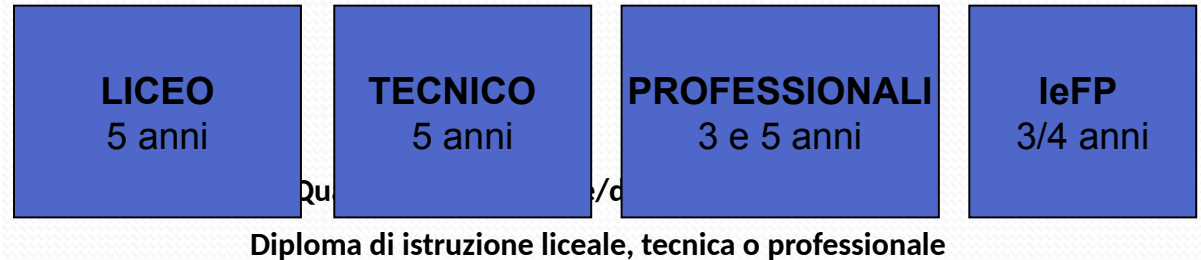 LICEO
5 anni
TECNICO
5 anni
PROFESSIONALI
3 e 5 anni
IeFP
3/4 anni
Diploma di istruzione liceale, tecnica o professionale